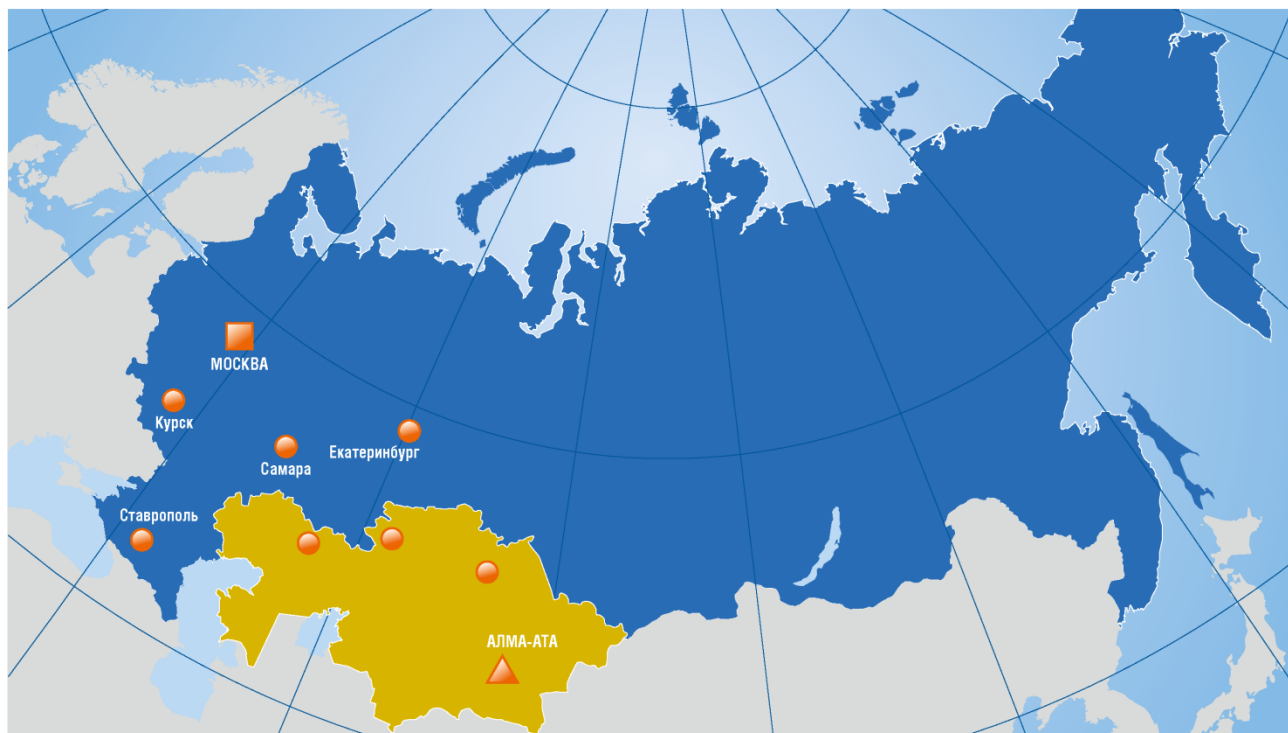 МОСКВА
Курск
Екатеринбург
Самара
Ставрополь
АЛМА-АТА